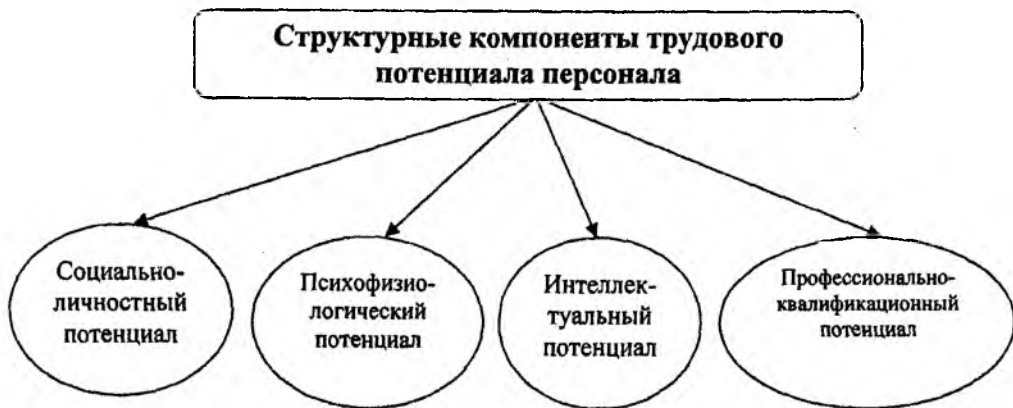 Структурные компоненты трудового
потенциала персонала
Социально-
личностный
потенциал
Психофизио-
логический
потенциал
Интеллек-
туальный
потенциал
Профессионально-
квалификационный
потенциал